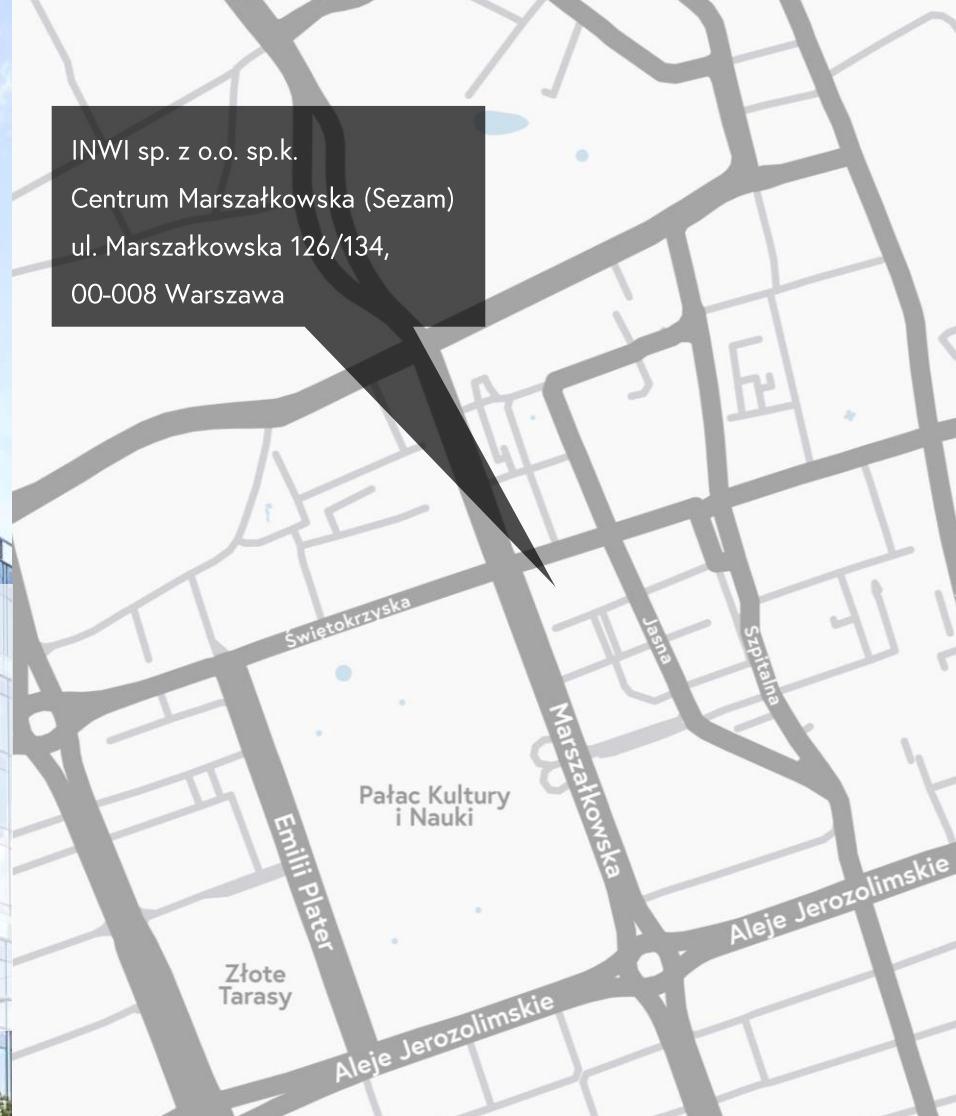 INWI sp. z o.o. sp.k.
Centrum Marszałkowska (Sezam)
ul. Marszałkowska 126/134,
00-008 Warszawa
Świętokrzyska
Jasna
Szpitalna
Marszałkowska
Pałac Kultury
i Nauki
Emilii Plater
Aleje Jerozolimskie
Złote
Tarasy
Aleje Jerozolimskie